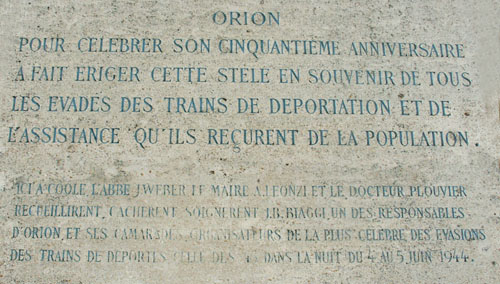 ORION
POUR CELEBRER SON CINQUANTIEME ANNIVERSAIRE
A FAIT ERIGER CETTE STELE EN SOUVENIR DE TOUS
LES EVADES DES TRAINS DE DEPORTATION ET DE
L'ASSISTANCE QU'ILS REÇURENT DE LA POPULATION.
ICI A COOLE L'ABBE J.WEBER LE MAIRE A.LEONZI ET LE DOCTEUR PLOUVIER
RECUEILLIRENT, CACHERENT SOIGNERENT J.B.BIAGGI, UN DES RESPONSABLES
D'ORION, ET SES CAMARADES ORGANISATEURS DE LA PLUS CELEBRE DES EVASIONS
DES TRAINS DE DEPORTES CELLE DES DANS LA NUIT DU 4 AU 5 JUIN 1944.